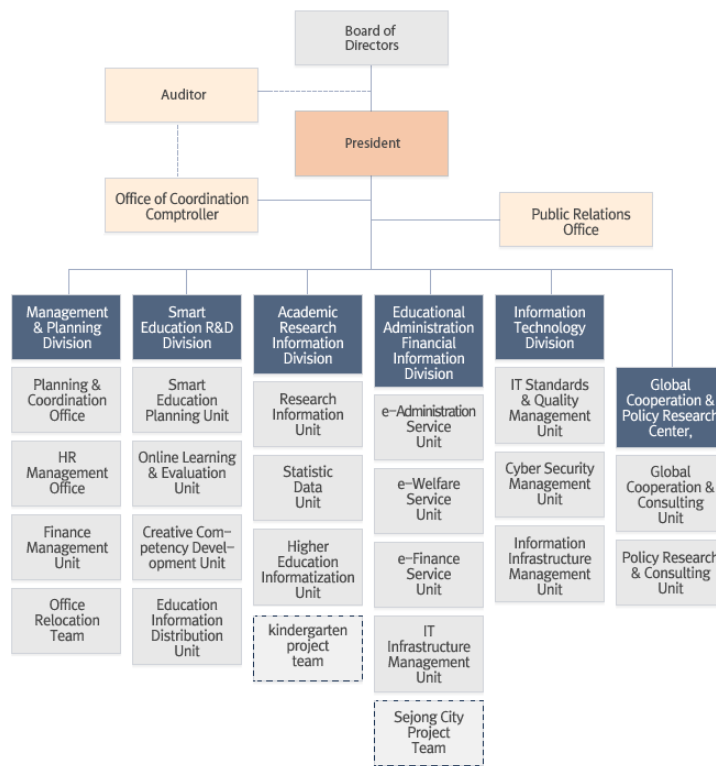 Board of
Directors
Auditor
President
Office of Coordination
Comptroller
Public Relations
Office
Management
& Planning
Division
Planning &
Coordination
Office
HR
Management
Office
Finance
Management
Unit
Office
Relocation
Team
Smart
Education R&D
Division
Smart
Education
Planning Unit
Online Learning
& Evaluation
Unit
Creative Com-
petency Devel-
opment Unit
Education
Information
Distribution
Unit
Academic
Research
Information
Division
Research
Information
Unit
Statistic
Data
Unit
Higher
Education
Informatization
Unit
kindergarten
project
team
Educational
Administration
Financial
Information
Division
e-Administration
Service
Unit
e-Welfare
Service
Unit
e-Finance
Service
Unit
IT
Infrastructure
Management
Unit
Sejong City
Project
Team
Information
Technology
Division
IT Standards
& Quality
Management
Unit
Cyber Security
Management
Unit
Information
Infrastructure
Management
Unit
Global
Cooperation &
Policy Research
Center,
Global
Cooperation &
Consulting
Unit
Policy Research
& Consulting
Unit